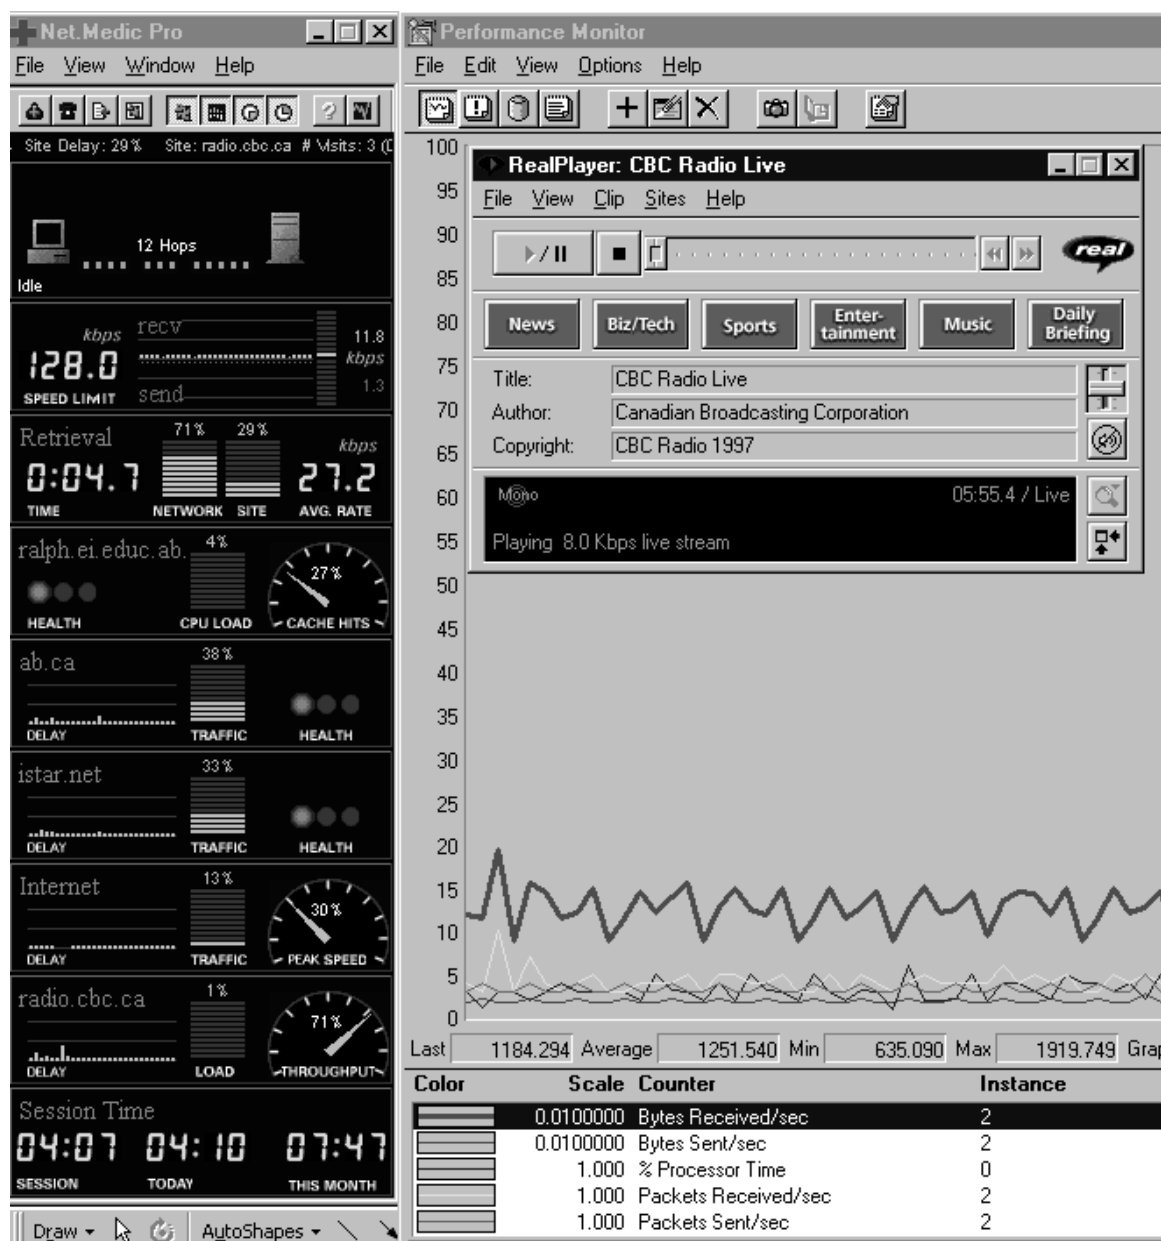 Net.Medic Pro
File View Window Help
Site Delay: 29% Site: radio.cbc.ca # Visits: 3
12 Hops
Idle
kbps recv 11.8
128.0 kbps
SPEED LIMIT send 1.3
Retrieval 71% 29% kbps
0:04.7 27.2
TIME NETWORK SITE AVG. RATE
ralph.ei.educ.ab. 4%
27%
HEALTH CPU LOAD CACHE HITS
ab.ca 38%
DELAY TRAFFIC HEALTH
istar.net 33%
DELAY TRAFFIC HEALTH
Internet 13%
30%
DELAY TRAFFIC PEAK SPEED
radio.cbc.ca 1%
71%
DELAY LOAD THROUGHPUT
Session Time
04:07 04:10 07:47
SESSION TODAY THIS MONTH
Draw AutoShapes
Performance Monitor
File Edit View Options Help
100
95
90
85
80
75
70
65
60
55
50
45
40
35
30
25
20
15
10
5
0
RealPlayer: CBC Radio Live
File View Clip Sites Help
real
News Biz/Tech Sports Enter-tainment Music Daily Briefing
Title: CBC Radio Live
Author: Canadian Broadcasting Corporation
Copyright: CBC Radio 1997
Mono 05:55.4 / Live
Playing 8.0 Kbps live stream
Last 1184.294 Average 1251.540 Min 635.090 Max 1919.749 Grap
Color Scale Counter Instance
0.0100000 Bytes Received/sec 2
0.0100000 Bytes Sent/sec 2
1.000 % Processor Time 0
1.000 Packets Received/sec 2
1.000 Packets Sent/sec 2